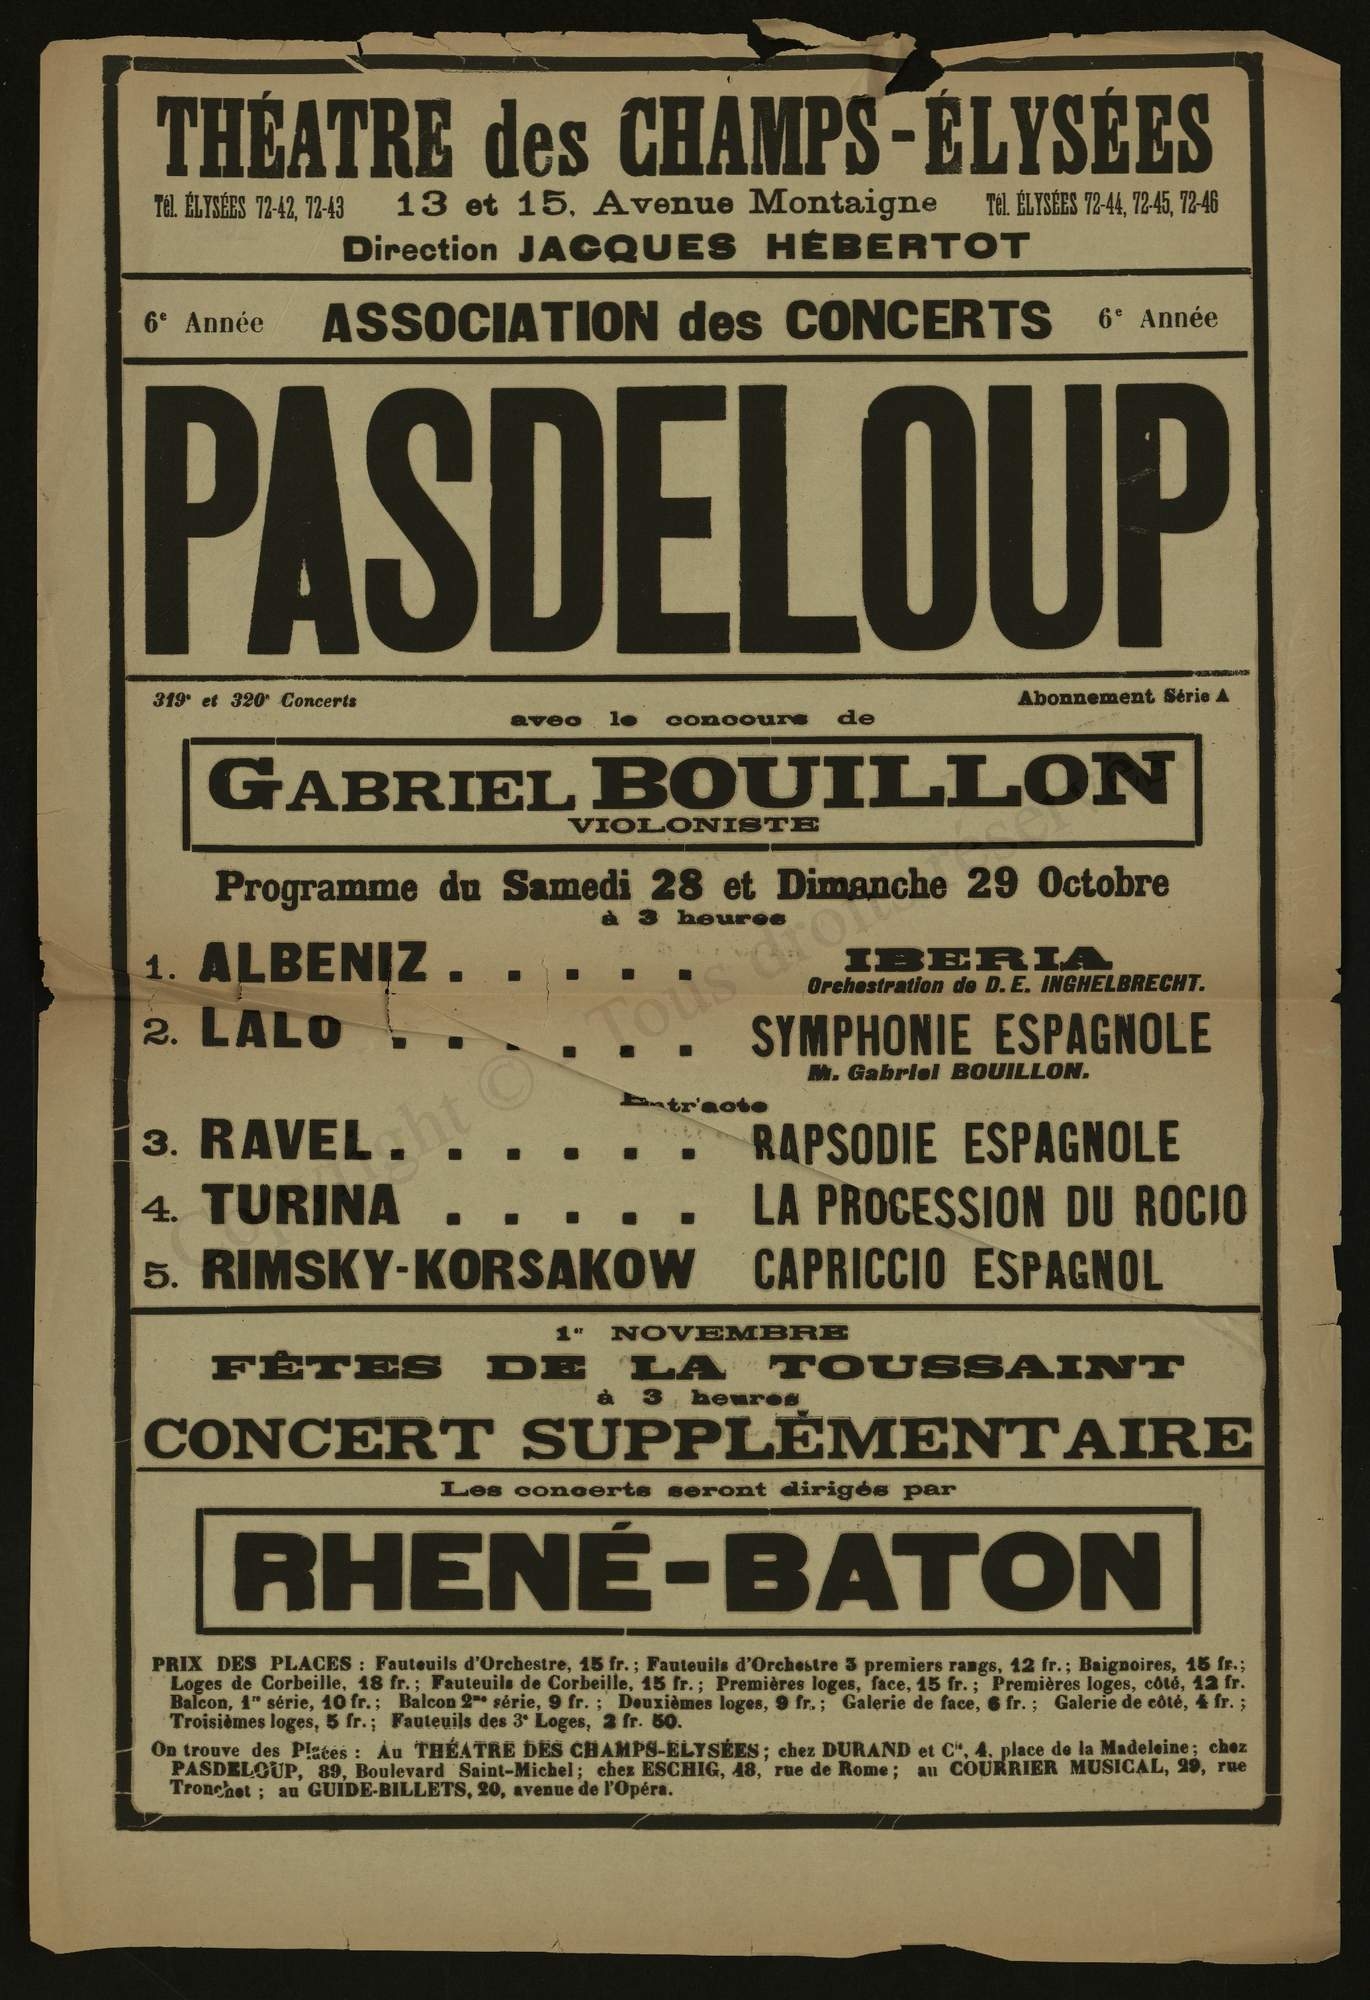 THÉATRE des CHAMPS-ÉLYSÉES
Tél. ÉLYSÉES 72-42, 72-43 13 et 15, Avenue Montaigne Tél. ÉLYSÉES 72-44, 72-45, 72-46
Direction JACQUES HÉBERTOT
6e Année ASSOCIATION des CONCERTS 6e Année
PASDELOUP
319e et 320e Concerts Abonnement Série A
avec le concours de
GABRIEL BOUILLON
VIOLONISTE
Programme du Samedi 28 et Dimanche 29 Octobre
à 3 heures
1. ALBENIZ . . . . . IBERIA
Orchestration de D. E. INGHELBRECHT.
2. LALO . . . . . . SYMPHONIE ESPAGNOLE
M. Gabriel BOUILLON.
Entr'acte
3. RAVEL . . . . . . RAPSODIE ESPAGNOLE
4. TURINA . . . . . LA PROCESSION DU ROCIO
5. RIMSKY-KORSAKOW CAPRICCIO ESPAGNOL
1er NOVEMBRE
FÊTES DE LA TOUSSAINT
à 3 heures
CONCERT SUPPLÉMENTAIRE
Les concerts seront dirigés par
RHENÉ-BATON
PRIX DES PLACES : Fauteuils d'Orchestre, 15 fr. ; Fauteuils d'Orchestre 3 premiers rangs, 12 fr. ; Baignoires, 15 fr. ;
Loges de Corbeille, 18 fr. ; Fauteuils de Corbeille, 15 fr. ; Premières loges, face, 15 fr. ; Premières loges, côté, 12 fr.
Balcon, 1re série, 10 fr. ; Balcon 2me série, 9 fr. ; Deuxièmes loges, 9 fr. ; Galerie de face, 6 fr. ; Galerie de côté, 4 fr. ;
Troisièmes loges, 5 fr. ; Fauteuils des 3e Loges, 2 fr. 50.
On trouve des Places : Au THÉATRE DES CHAMPS-ELYSÉES ; chez DURAND et Cie, 4, place de la Madeleine ; chez
PASDELOUP, 89, Boulevard Saint-Michel ; chez ESCHIG, 48, rue de Rome ; au COURRIER MUSICAL, 29, rue
Tronchet ; au GUIDE-BILLETS, 20, avenue de l'Opéra.
Copyright © Tous droits réservés